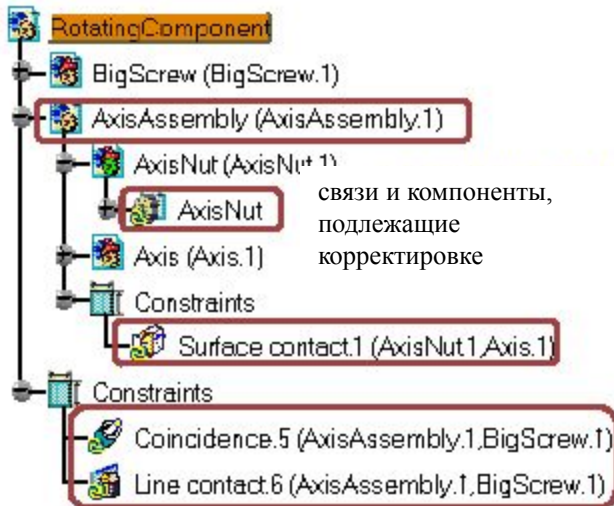 RotatingComponent
BigScrew (BigScrew.1)
AxisAssembly (AxisAssembly.1)
AxisNut (AxisNut.1)
связи и компоненты,
AxisNut
подлежащие
Axis (Axis.1)
корректировке
Constraints
Surface contact.1 (AxisNut.1,Axis.1)
Constraints
Coincidence.5 (AxisAssembly.1,BigScrew.1)
Line contact.6 (AxisAssembly.1,BigScrew.1)